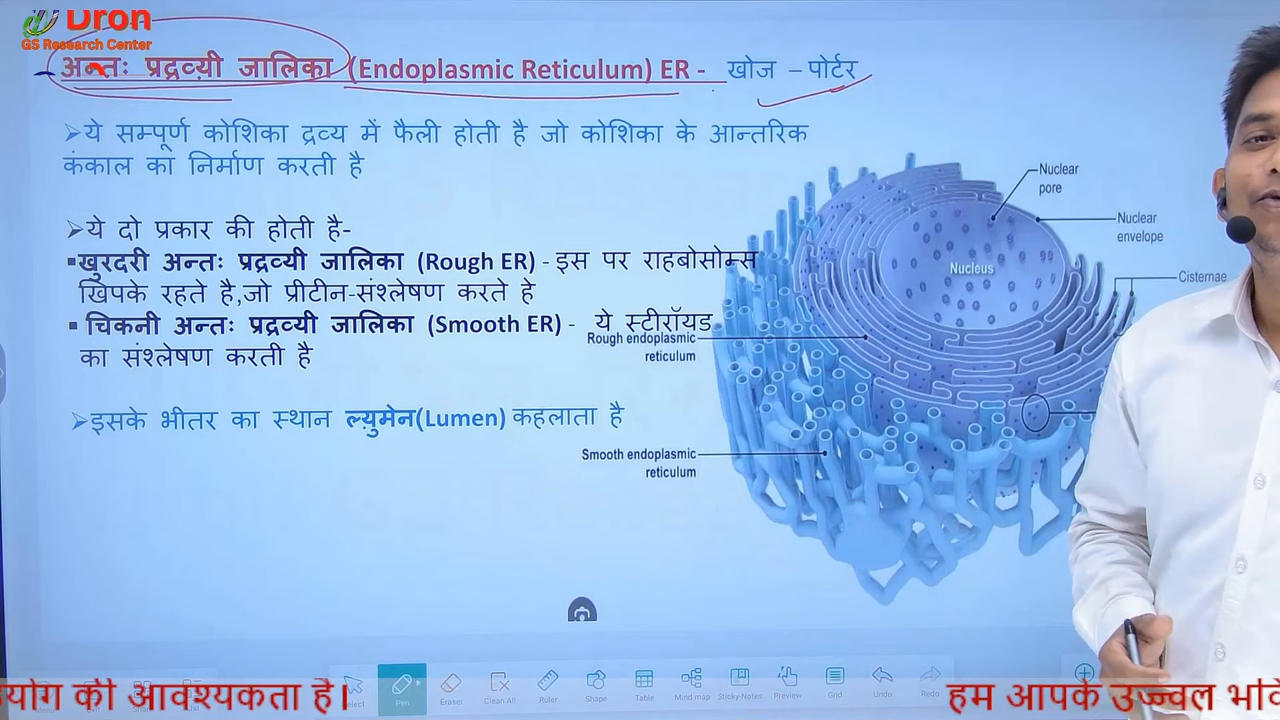 Dron
GS Research Center
अन्तः प्रद्रव्यी जालिका (Endoplasmic Reticulum) ER - खोज – पोर्टर
➢ये सम्पूर्ण कोशिका द्रव्य में फैली होती है जो कोशिका के आन्तरिक
कंकाल का निर्माण करती है
➢ये दो प्रकार की होती है-
▪खुरदरी अन्तः प्रद्रव्यी जालिका (Rough ER) - इस पर राहबोसोम्स
खिपके रहते है,जो प्रीटीन-संश्लेषण करते हे
▪ चिकनी अन्तः प्रद्रव्यी जालिका (Smooth ER) - ये स्टीरॉयड
का संश्लेषण करती है
➢इसके भीतर का स्थान ल्युमेन(Lumen) कहलाता है
Nuclear
pore
Nuclear
envelope
Nucleus
Cisternae
Rough endoplasmic
reticulum
Smooth endoplasmic
reticulum
Pen
Eraser
Clean All
Ruler
Shape
Table
Mind map
Sticky-Notes
Preview
Grid
Undo
Redo
की आवश्यकता है।
हम आपके उज्ज्वल